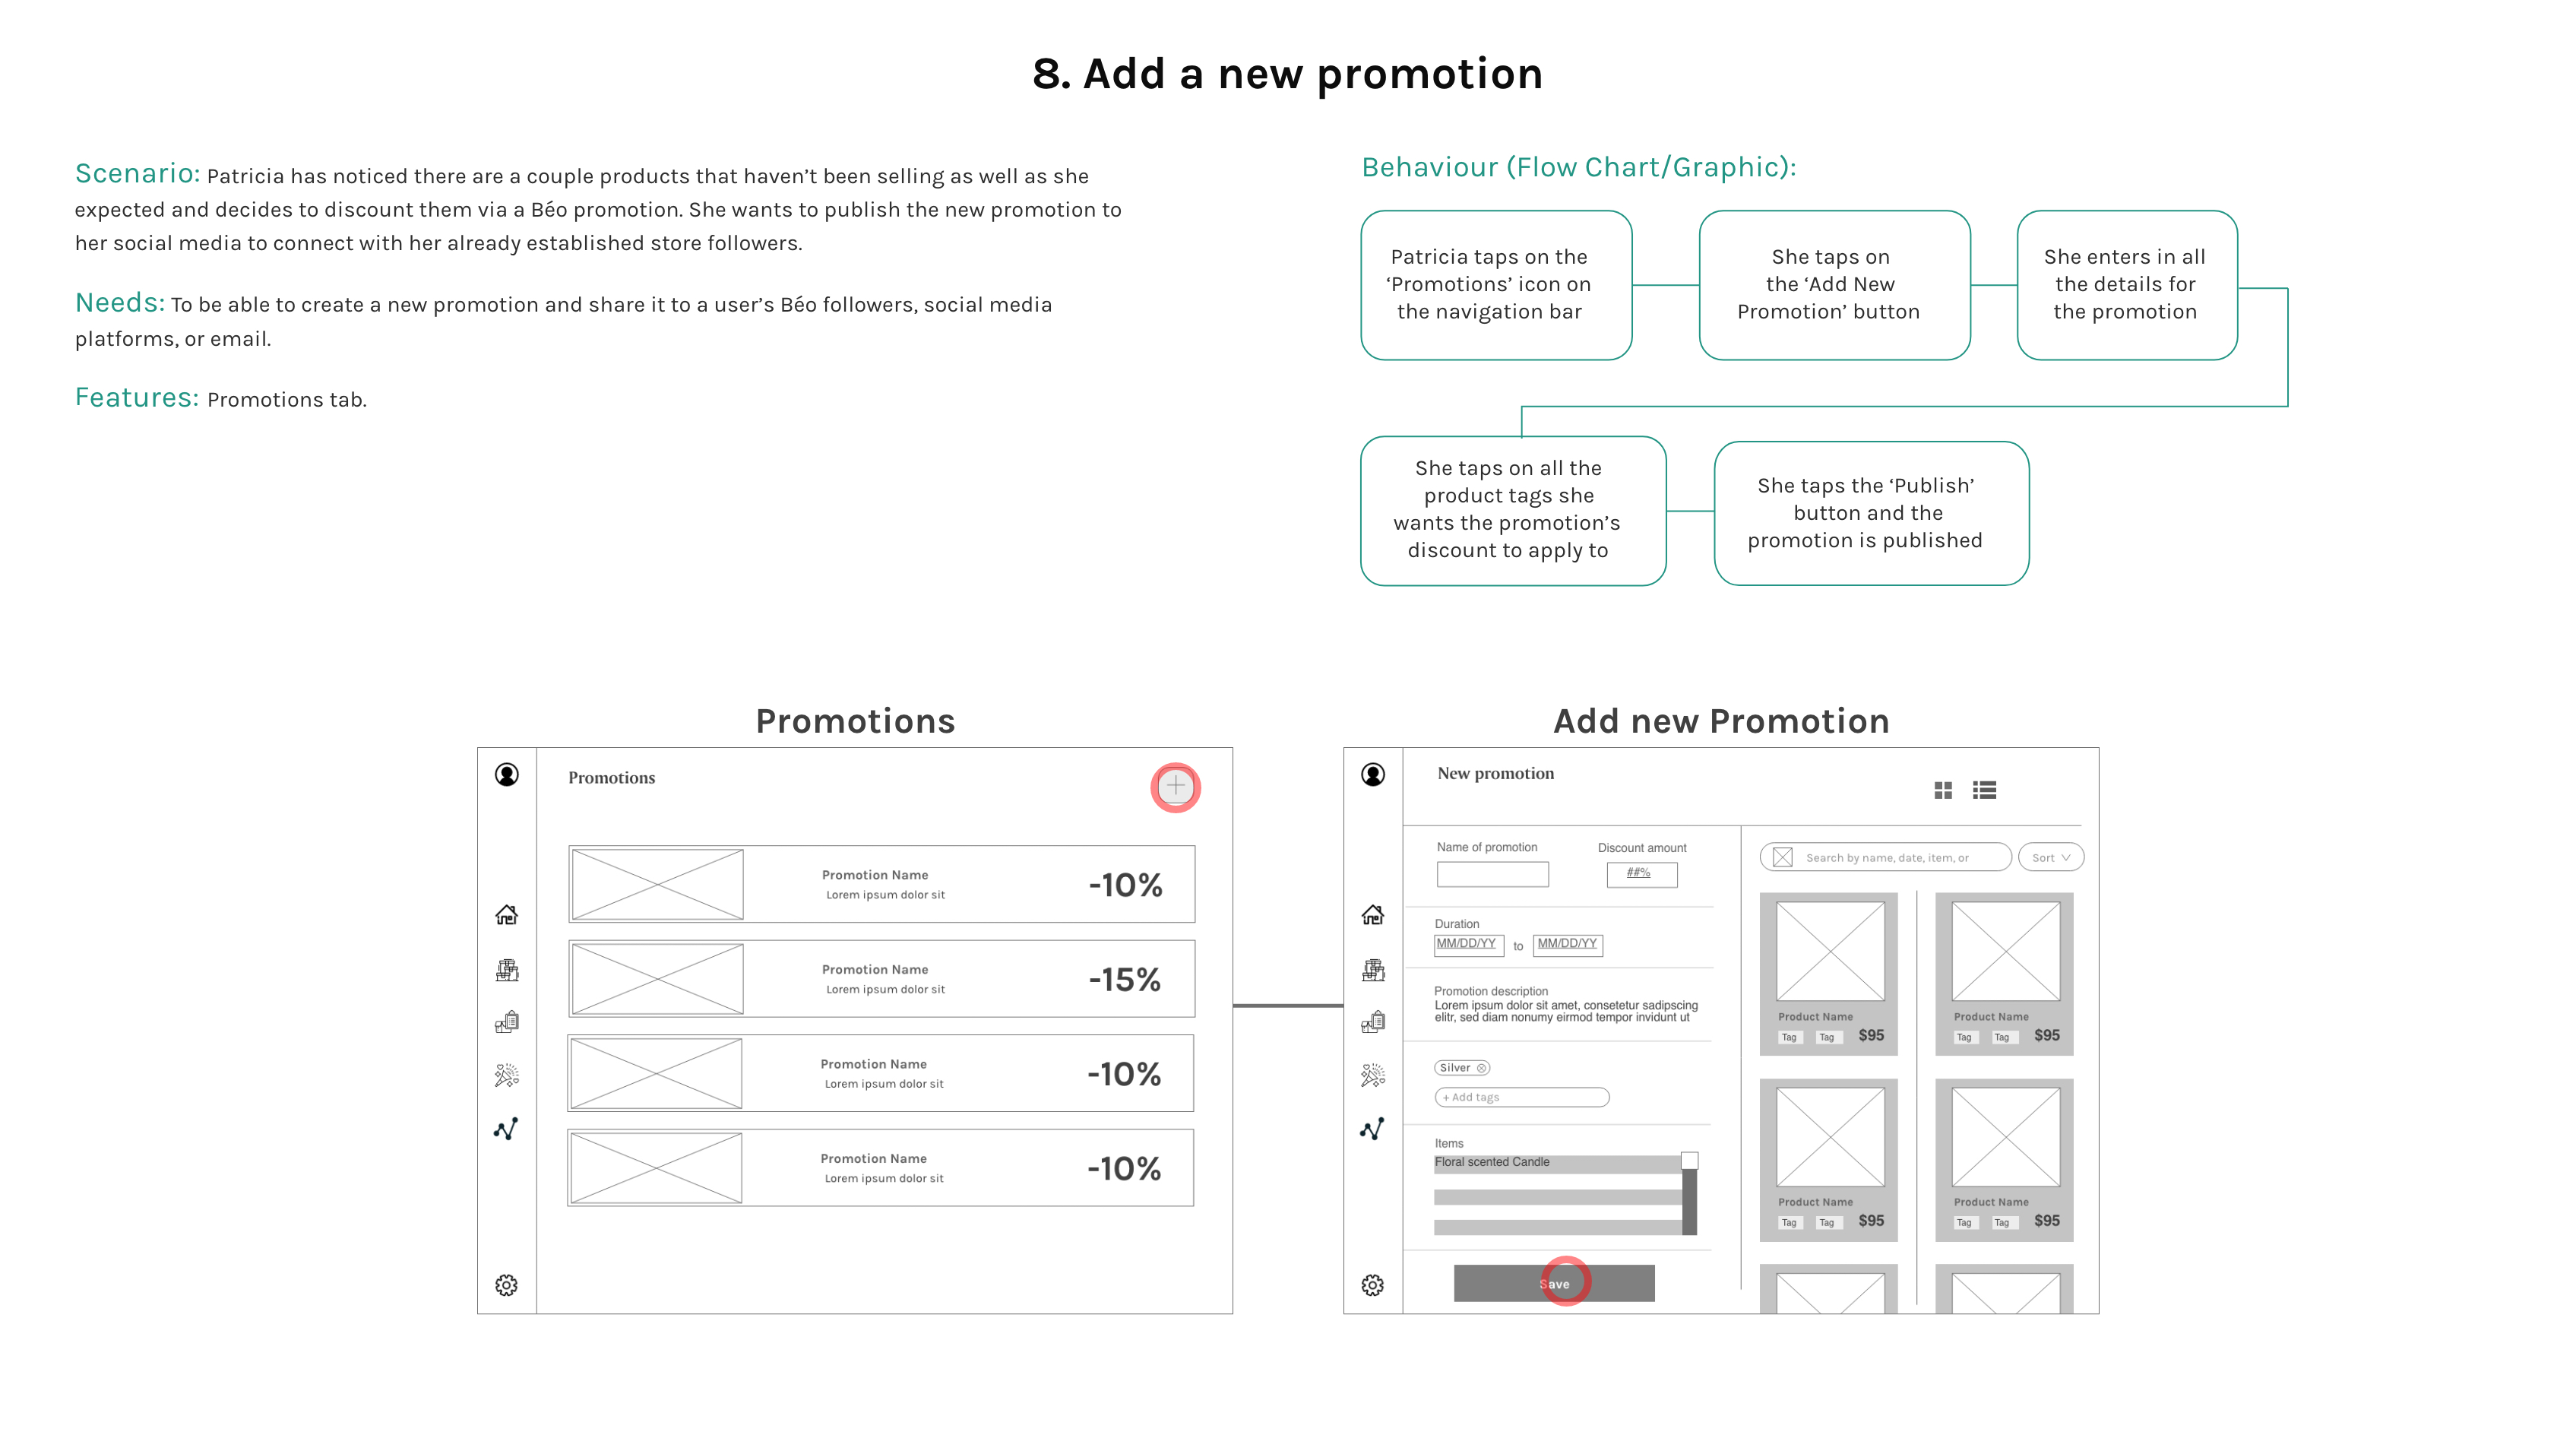 8. Add a new promotion
Scenario: Patricia has noticed there are a couple products that haven’t been selling as well as she
expected and decides to discount them via a Béo promotion. She wants to publish the new promotion to
her social media to connect with her already established store followers.
Needs: To be able to create a new promotion and share it to a user’s Béo followers, social media
platforms, or email.
Features: Promotions tab.
Behaviour (Flow Chart/Graphic):
Patricia taps on the
‘Promotions’ icon on
the navigation bar
She taps on
the ‘Add New
Promotion’ button
She enters in all
the details for
the promotion
She taps on all the
product tags she
wants the promotion’s
discount to apply to
She taps the ‘Publish’
button and the
promotion is published
Promotions
Promotions
Promotion Name
Lorem ipsum dolor sit
-10%
Promotion Name
Lorem ipsum dolor sit
-15%
Promotion Name
Lorem ipsum dolor sit
-10%
Promotion Name
Lorem ipsum dolor sit
-10%
Add new Promotion
New promotion
Name of promotion
Discount amount
##%
Duration
MM/DD/YY to MM/DD/YY
Promotion description
Lorem ipsum dolor sit amet, consetetur sadipscing
elitr, sed diam nonumy eirmod tempor invidunt ut
Silver
+ Add tags
Items
Floral scented Candle
Save
Search by name, date, item, or
Sort
Product Name
Tag Tag $95
Product Name
Tag Tag $95
Product Name
Tag Tag $95
Product Name
Tag Tag $95